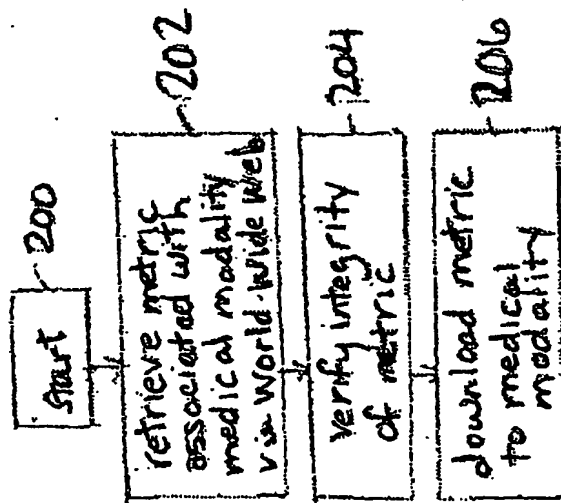 Start
200
retrieve metric
associated with
medical modality
via World-Wide Web
202
verify integrity
of metric
204
download metric
to medical
modality
206